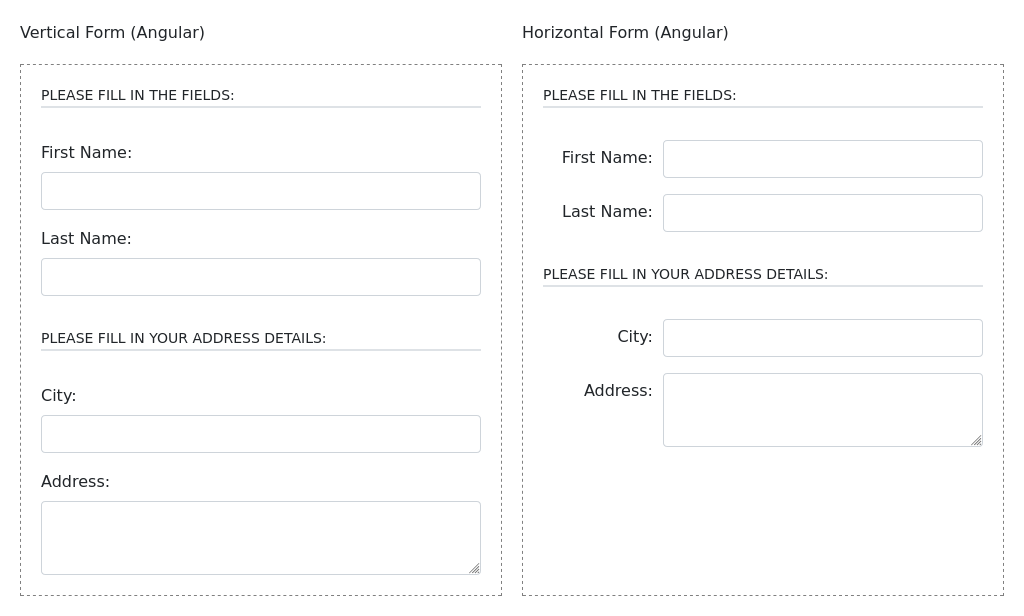 Vertical Form (Angular)
PLEASE FILL IN THE FIELDS:
First Name:
Last Name:
PLEASE FILL IN YOUR ADDRESS DETAILS:
City:
Address:
Horizontal Form (Angular)
PLEASE FILL IN THE FIELDS:
First Name:
Last Name:
PLEASE FILL IN YOUR ADDRESS DETAILS:
City:
Address: